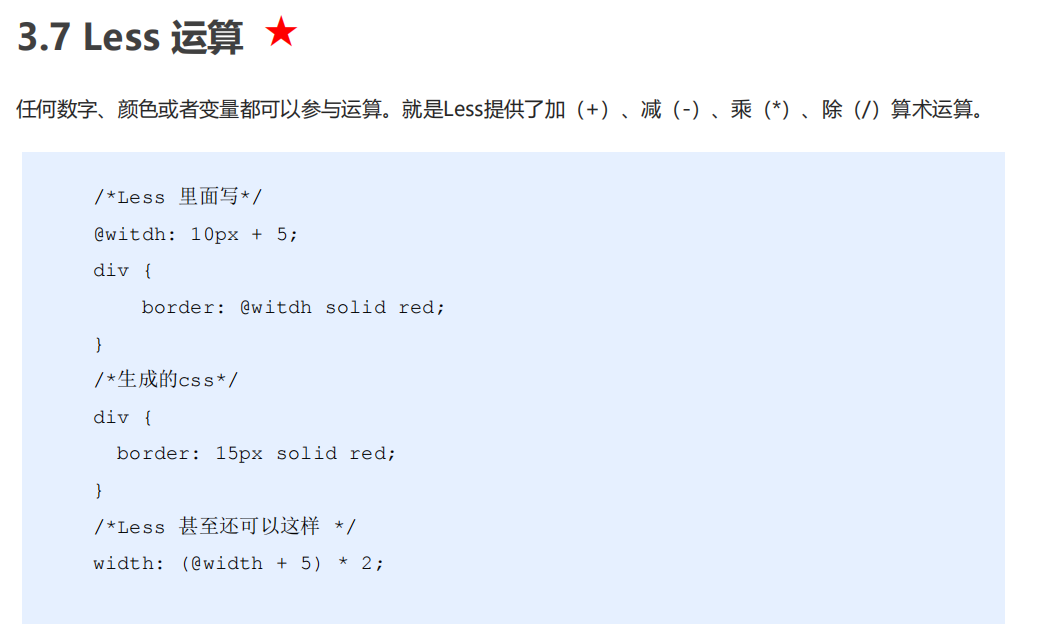 3.7 Less 运算 ★
任何数字、颜色或者变量都可以参与运算。就是Less提供了加（+）、减（-）、乘（*）、除（/）算术运算。
/*Less 里面写*/
@witdh: 10px + 5;
div {
    border: @witdh solid red;
}
/*生成的css*/
div {
  border: 15px solid red;
}
/*Less 甚至还可以这样 */
width: (@width + 5) * 2;